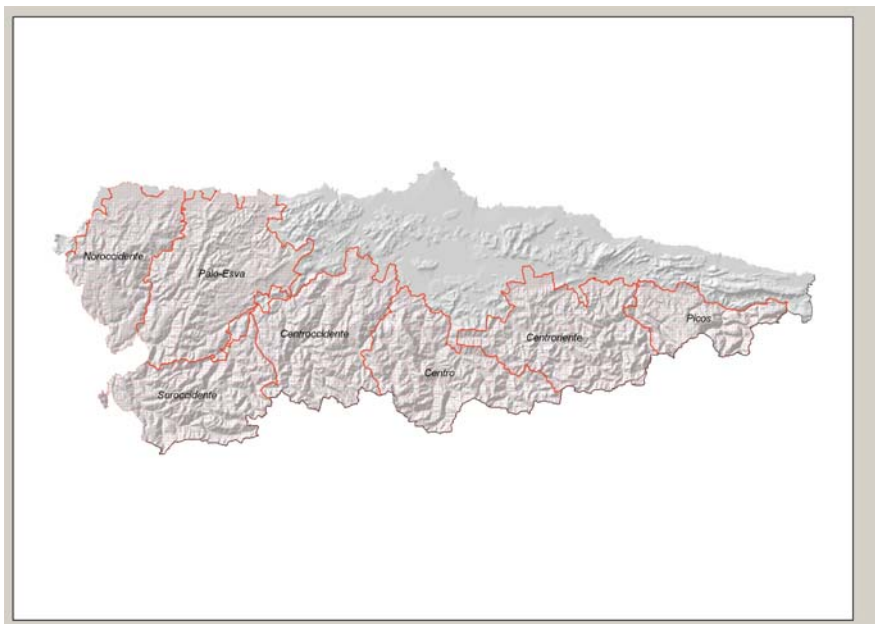 Noroccidente
Palo-Esva
Picos
Centroccidente
Centroriente
Centro
Suroccidente